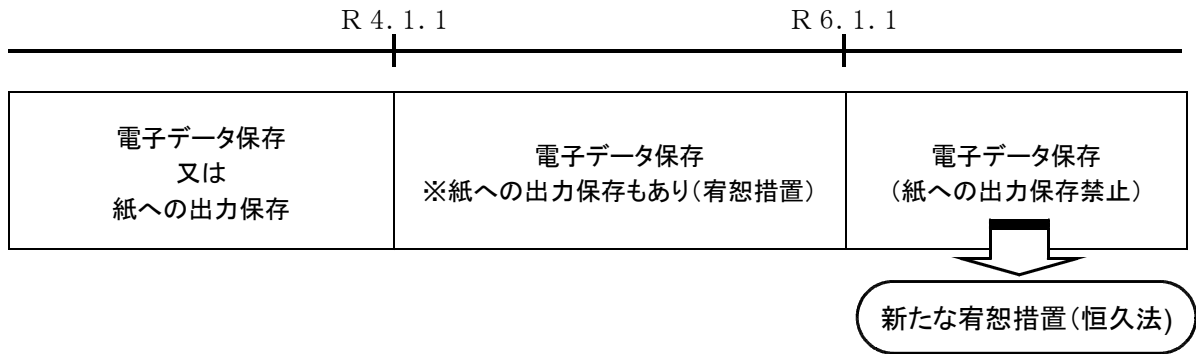 R 4. 1. 1
R 6. 1. 1
電子データ保存
又は
紙への出力保存
電子データ保存
※紙への出力保存もあり（宥恕措置）
電子データ保存
（紙への出力保存禁止）
新たな宥恕措置（恒久法)